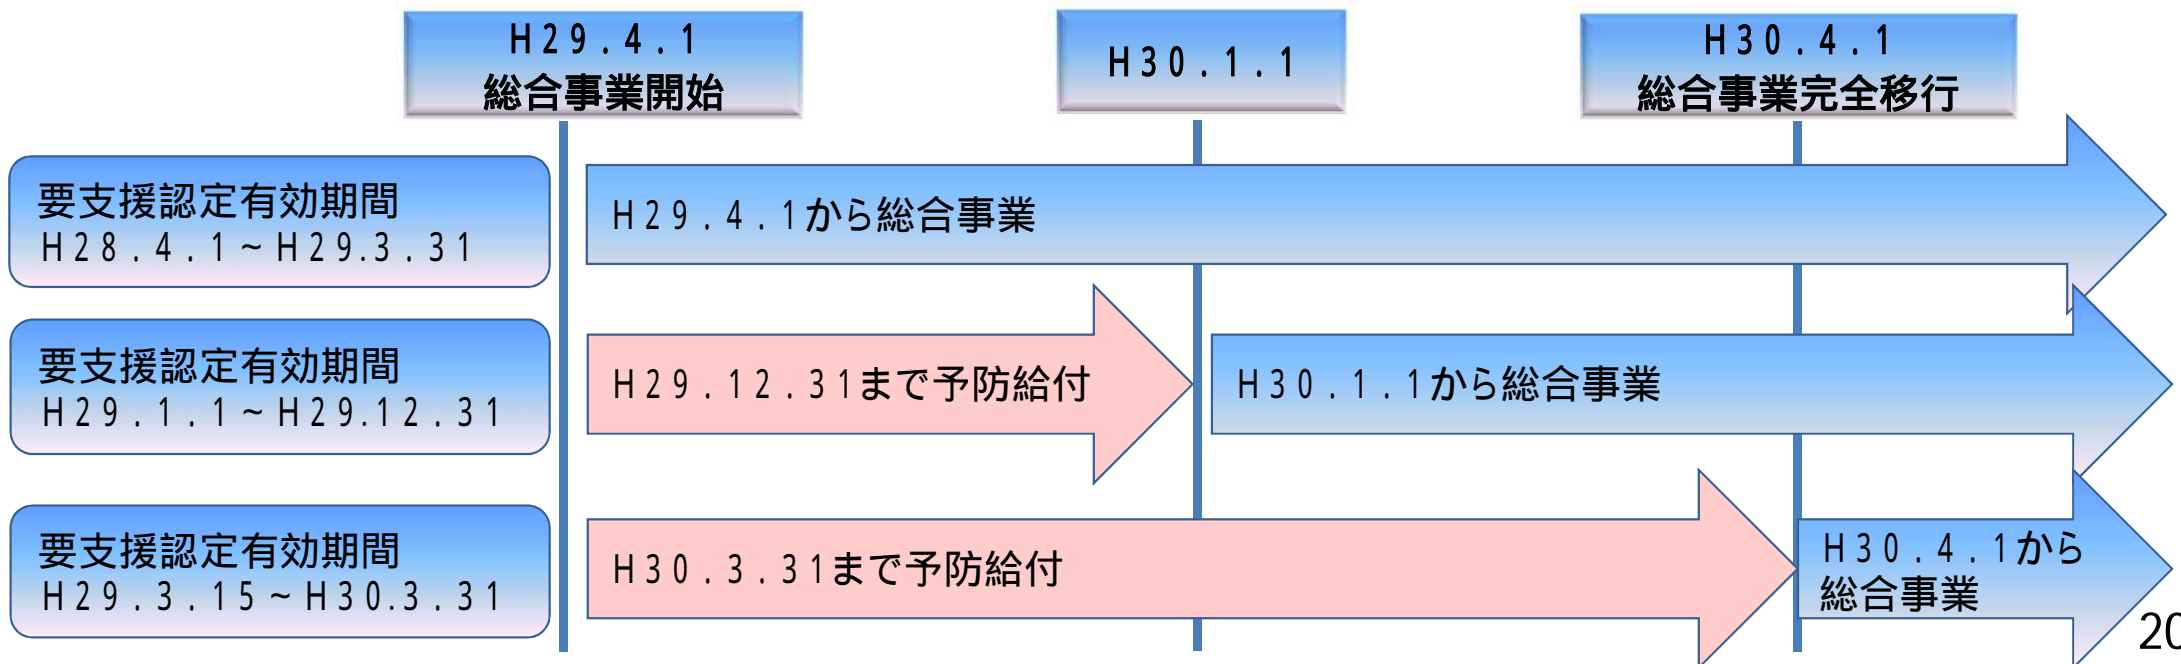 H29.4.1
総合事業開始
H30.1.1
H30.4.1
総合事業完全移行
要支援認定有効期間
H28.4.1~H29.3.31
H29.4.1から総合事業
要支援認定有効期間
H29.1.1~H29.12.31
H29.12.31まで予防給付
H30.1.1から総合事業
要支援認定有効期間
H29.3.15~H30.3.31
H30.3.31まで予防給付
H30.4.1から
総合事業
20